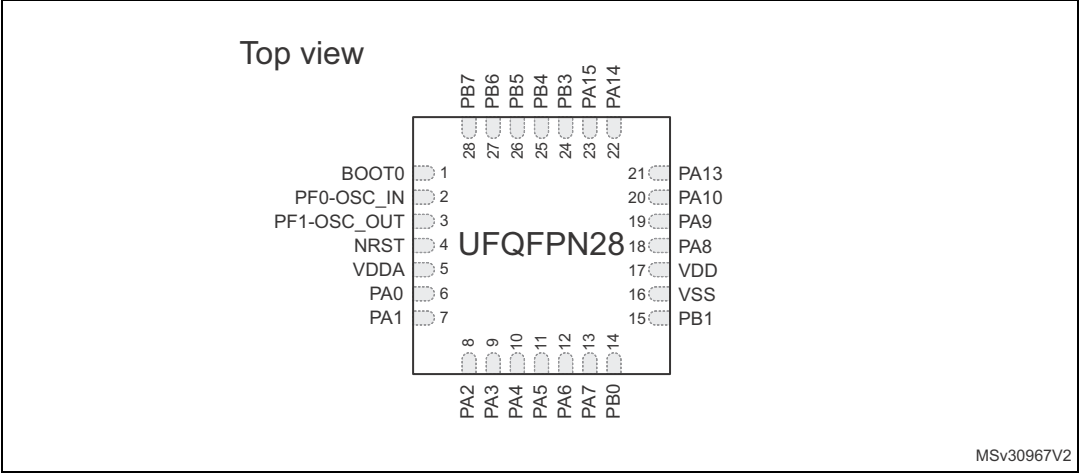 Top view
PB7 PB6 PB5 PB4 PB3 PA15 PA14
28 27 26 25 24 23 22
BOOT0 1
PF0-OSC_IN 2
PF1-OSC_OUT 3
NRST 4
VDDA 5
PA0 6
PA1 7
UFQFPN28
21 PA13
20 PA10
19 PA9
18 PA8
17 VDD
16 VSS
15 PB1
8 9 10 11 12 13 14
PA2 PA3 PA4 PA5 PA6 PA7 PB0
MSv30967V2